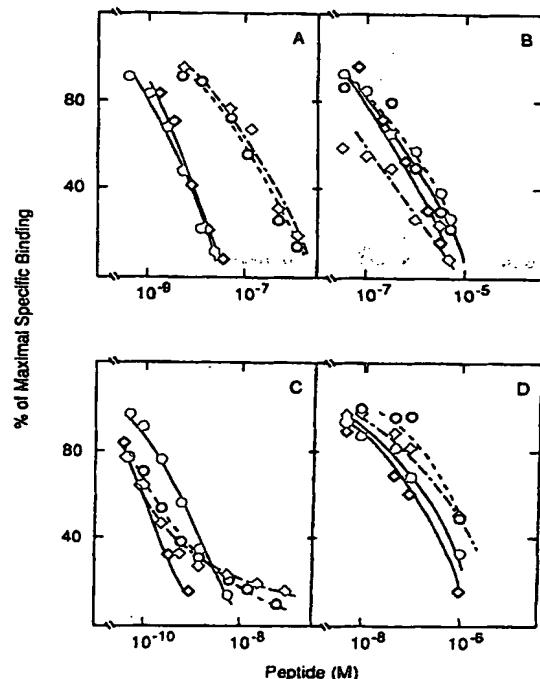 A
B
80
40
10⁻⁹
10⁻⁷
10⁻⁷
10⁻⁵
% of Maximal Specific Binding
C
D
80
40
10⁻¹⁰
10⁻⁸
10⁻⁸
10⁻⁶
Peptide (M)